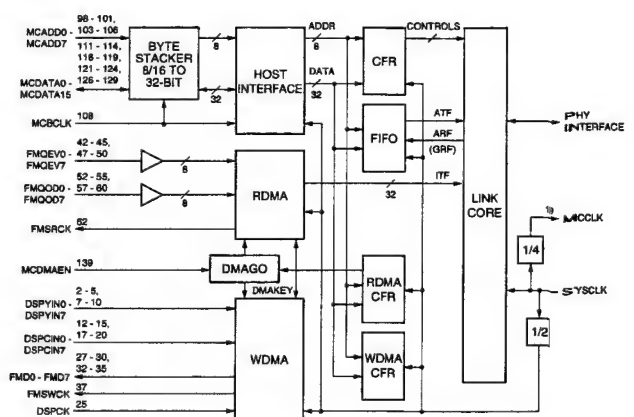 98 - 101,
MCADD0- 103 - 106
MCADD7
111 - 114,
116 - 119,
121 - 124,
MCDATA0 - 126 - 129
MCDATA15
MCBCLK 108
BYTE
STACKER
8/16 TO
32-BIT
8
32
HOST
INTERFACE
ADDR
8
DATA
32
CFR
CONTROLS
FIFO
ATF
ARF
(GRF)
ITF
32
LINK
CORE
PHY
INTERFACE
19 MICCLK
1/4
SYSCLK
1/2
42 - 45,
FMQEV0- 47 - 50
FMQEV7
8
52 - 55,
FMQOD0- 57 - 60
FMQOD7
8
FMSRCK 62
RDMA
MCDMAEN 139
DMAGO
DMAKEY
RDMA
CFR
2 - 5,
DSPYIN0- 7 - 10
DSPYIN7
12 - 15,
DSPCIN0- 17 - 20
DSPCIN7
27 - 30,
FMD0 - FMD7 32 - 35
FMSWCK 37
DSPCK 25
WDMA
WDMA
CFR